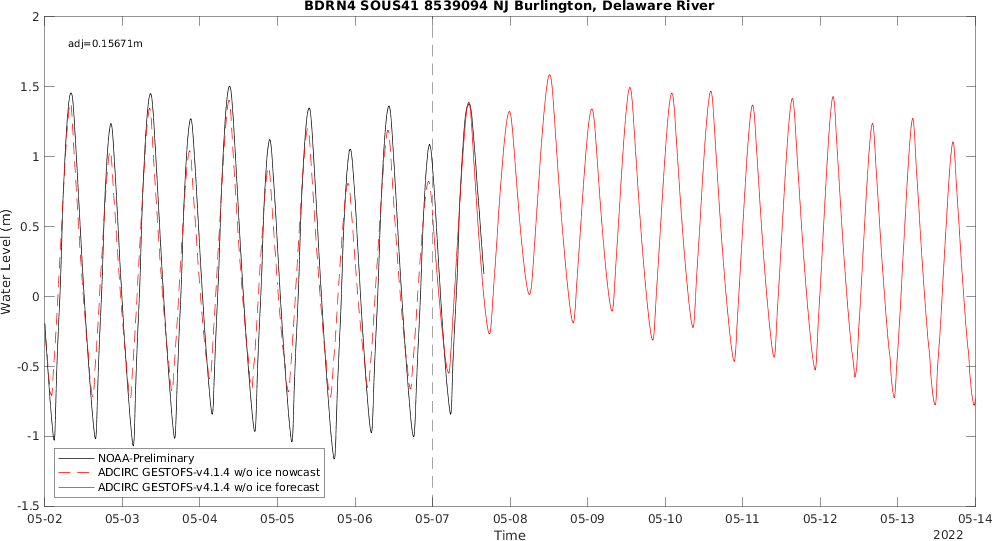 BDRN4 SOUS41 8539094 NJ Burlington, Delaware River
adj=0.15671m
2
1.5
1
0.5
0
-0.5
-1
-1.5
Water Level (m)
NOAA-Preliminary
ADCIRC GESTOFS-v4.1.4 w/o ice nowcast
ADCIRC GESTOFS-v4.1.4 w/o ice forecast
05-02 05-03 05-04 05-05 05-06 05-07 05-08 05-09 05-10 05-11 05-12 05-13 05-14
Time
2022